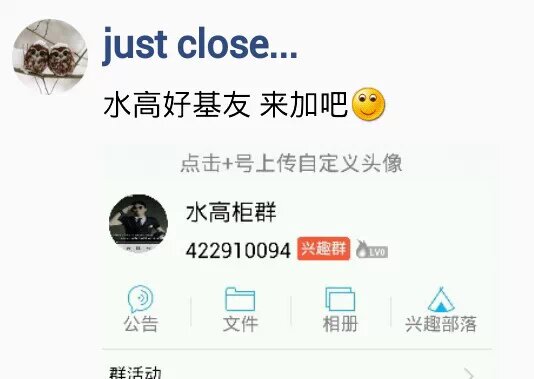 just close...
水高好基友 来加吧
点击+号上传自定义头像
水高柜群
422910094 兴趣群 LV0
公告 文件 相册 兴趣部落
群活动